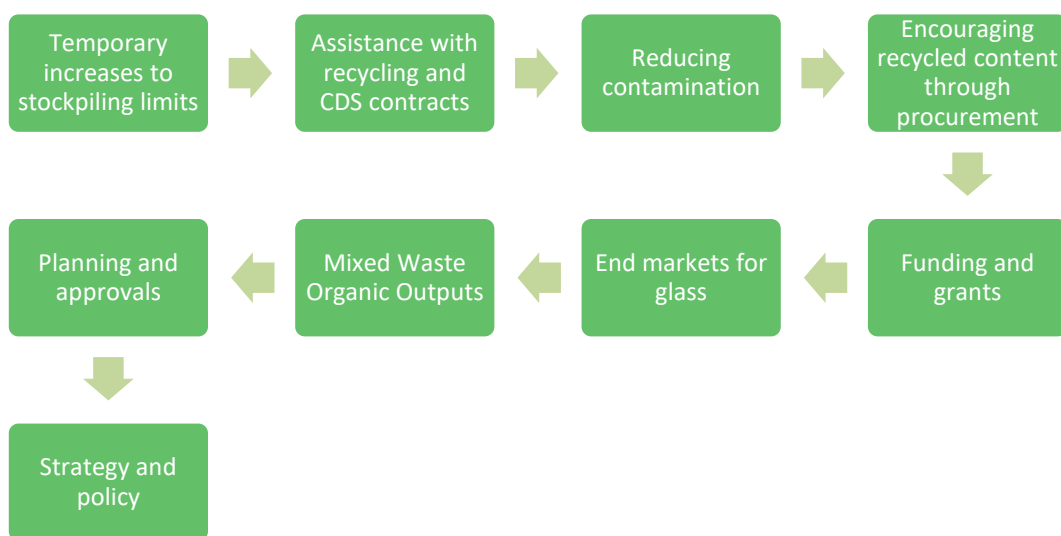 Temporary
increases to
stockpiling limits
Assistance with
recycling and
CDS contracts
Reducing
contamination
Encouraging
recycled content
through
procurement
Funding and
grants
End markets for
glass
Mixed Waste
Organic Outputs
Planning and
approvals
Strategy and
policy